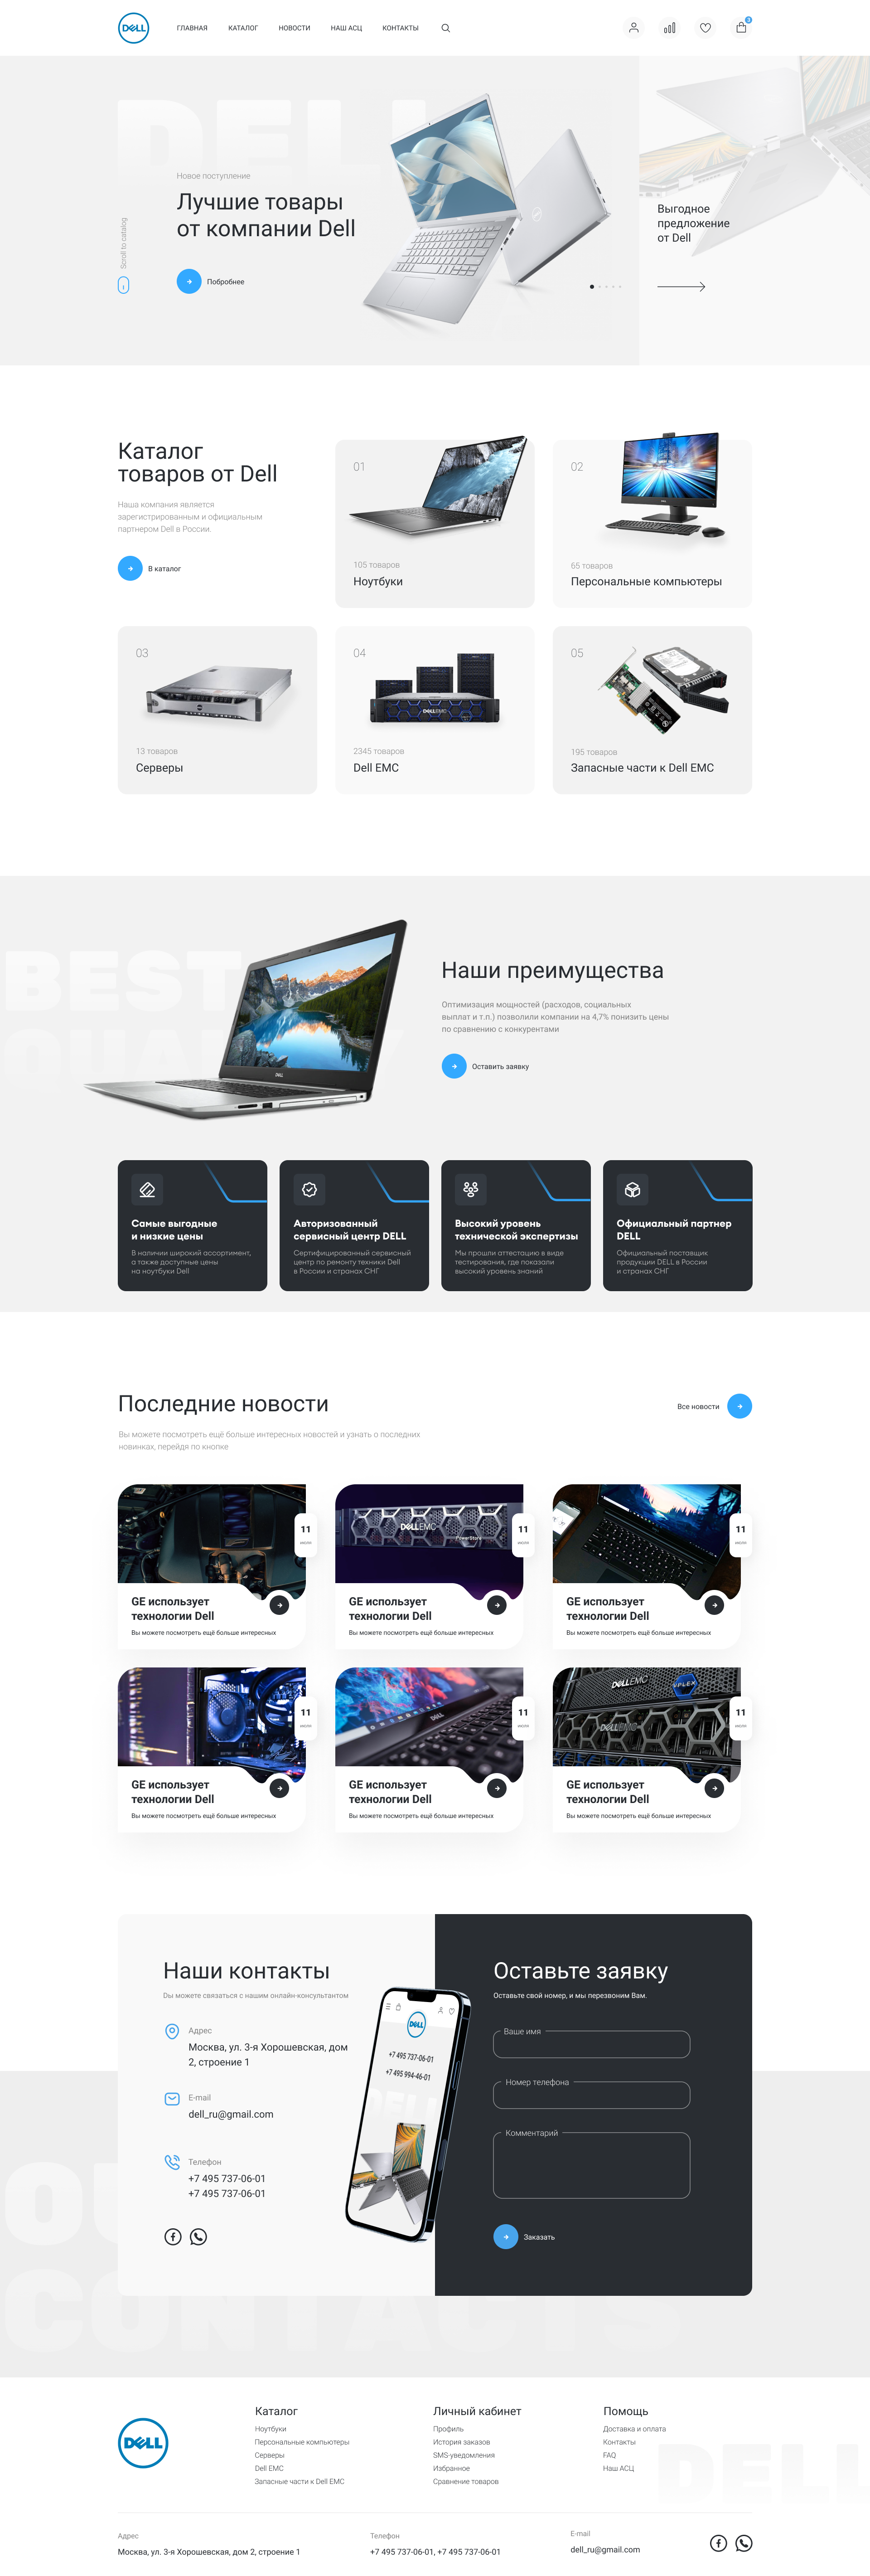 DELL
ГЛАВНАЯ
КАТАЛОГ
НОВОСТИ
НАШ АСЦ
КОНТАКТЫ
3
DELL
Новое поступление
Лучшие товары
от компании Dell
Scroll to catalog
Побробнее
Выгодное
предложение
от Dell
Каталог
товаров от Dell
Наша компания является
зарегистрированным и официальным
партнером Dell в России.
В каталог
01
105 товаров
Ноутбуки
02
65 товаров
Персональные компьютеры
03
13 товаров
Серверы
04
DELLEMC
2345 товаров
Dell EMC
05
195 товаров
Запасные части к Dell EMC
BEST
QUALITY
DELL
Наши преимущества
Оптимизация мощностей (расходов, социальных
выплат и т.п.) позволили компании на 4,7% понизить цены
по сравнению с конкурентами
Оставить заявку
Самые выгодные
и низкие цены
В наличии широкий ассортимент,
а также доступные цены
на ноутбуки Dell
Авторизованный
сервисный центр DELL
Сертифицированный сервисный
центр по ремонту техники Dell
в России и странах СНГ
Высокий уровень
технической экспертизы
Мы прошли аттестацию в виде
тестирования, где показали
высокий уровень знаний
Официальный партнер
DELL
Официальный поставщик
продукции DELL в России
и странах СНГ
Последние новости
Вы можете посмотреть ещё больше интересных новостей и узнать о последних
новинках, перейдя по кнопке
Все новости
11
GE использует
технологии Dell
Вы можете посмотреть ещё больше интересных
DELLEMC
11
GE использует
технологии Dell
Вы можете посмотреть ещё больше интересных
11
GE использует
технологии Dell
Вы можете посмотреть ещё больше интересных
11
GE использует
технологии Dell
Вы можете посмотреть ещё больше интересных
DELL
11
GE использует
технологии Dell
Вы можете посмотреть ещё больше интересных
DELLEMC
VPLEX
DELLEMC
11
GE использует
технологии Dell
Вы можете посмотреть ещё больше интересных
Наши контакты
Вы можете связаться с нашим онлайн-консультантом
Адрес
Москва, ул. 3-я Хорошевская, дом
2, строение 1
E-mail
dell_ru@gmail.com
Телефон
+7 495 737-06-01
+7 495 737-06-01
DELL
+7 495 737-06-01
+7 495 994-46-01
Оставьте заявку
Оставьте свой номер, и мы перезвоним Вам.
Ваше имя
Номер телефона
Комментарий
Заказать
CONTACTS
DELL
Каталог
Ноутбуки
Персональные компьютеры
Серверы
Dell EMC
Запасные части к Dell EMC
Личный кабинет
Профиль
История заказов
SMS-уведомления
Избранное
Сравнение товаров
Помощь
Доставка и оплата
Контакты
FAQ
Наш АСЦ
DELL
Адрес
Москва, ул. 3-я Хорошевская, дом 2, строение 1
Телефон
+7 495 737-06-01, +7 495 737-06-01
E-mail
dell_ru@gmail.com